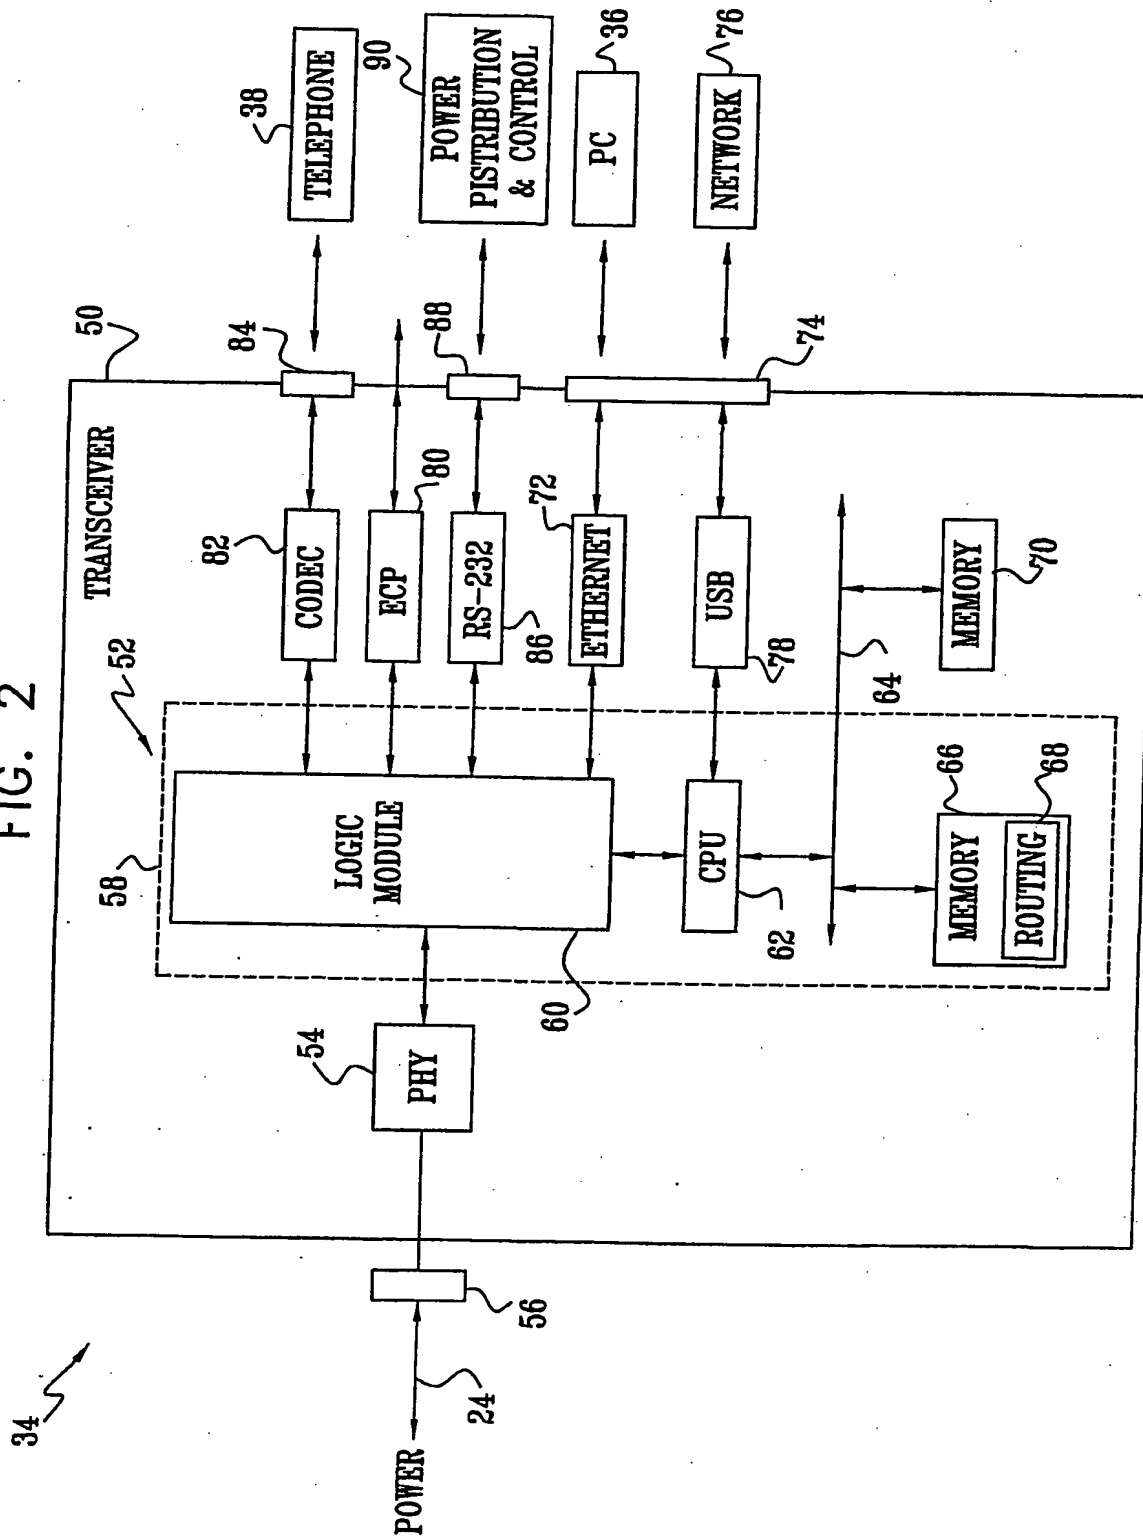 FIG. 2
34
52
50
TRANSCEIVER
58
POWER
24
56
54
PHY
60
LOGIC
MODULE
82
CODEC
84
38
TELEPHONE
ECP
80
RS-232
86
88
90
POWER
PISTRIBUTION
& CONTROL
72
ETHERNET
74
36
PC
62
CPU
USB
78
76
NETWORK
64
66
MEMORY
68
ROUTING
MEMORY
70